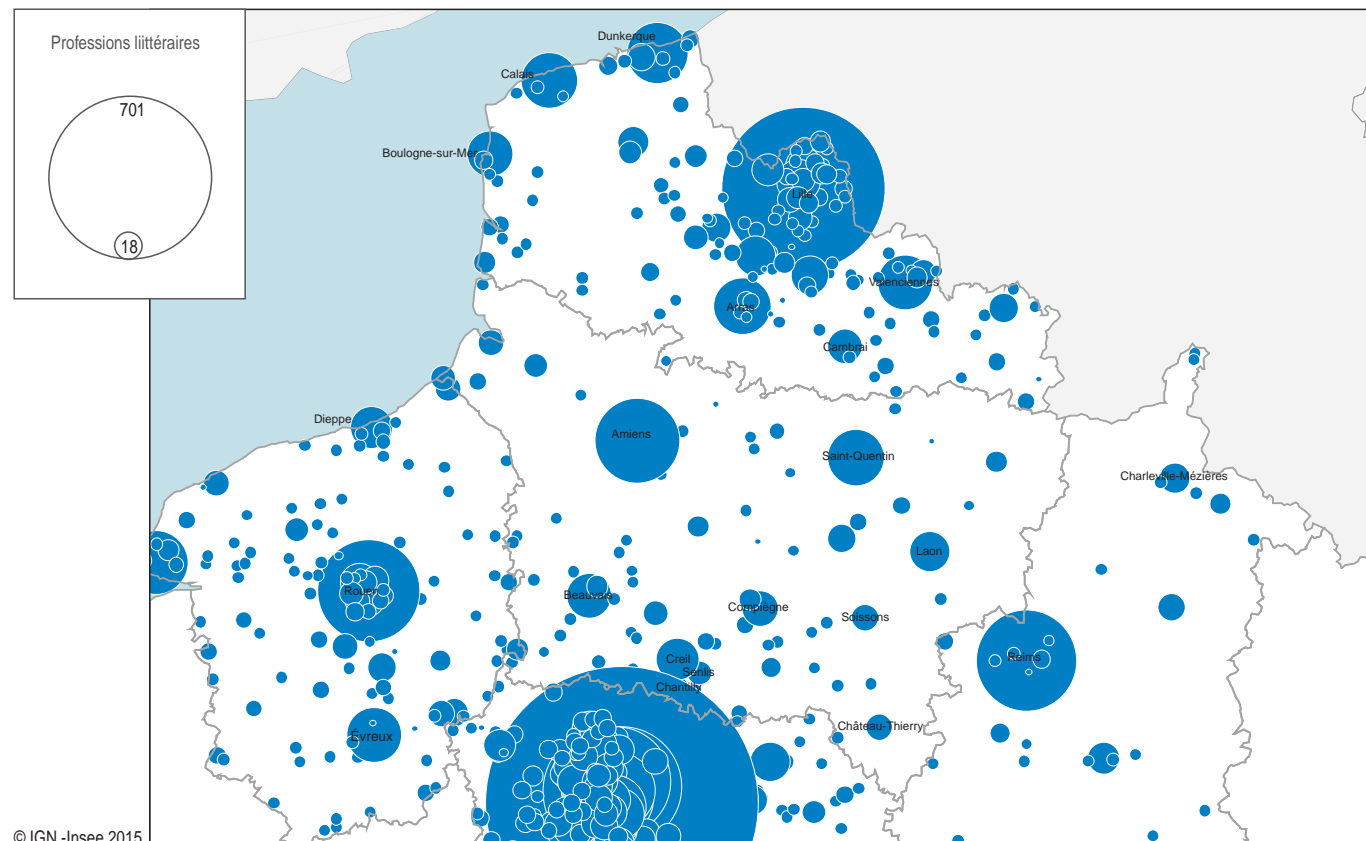 Professions liittéraires
701
18
Dunkerque
Calais
Boulogne-sur-Mer
Lille
Valenciennes
Arras
Cambrai
Dieppe
Amiens
Saint-Quentin
Charleville-Mézières
Laon
Rouen
Beauvais
Compiègne
Soissons
Creil
Senlis
Chantilly
Reims
Château-Thierry
Évreux
© IGN -Insee 2015